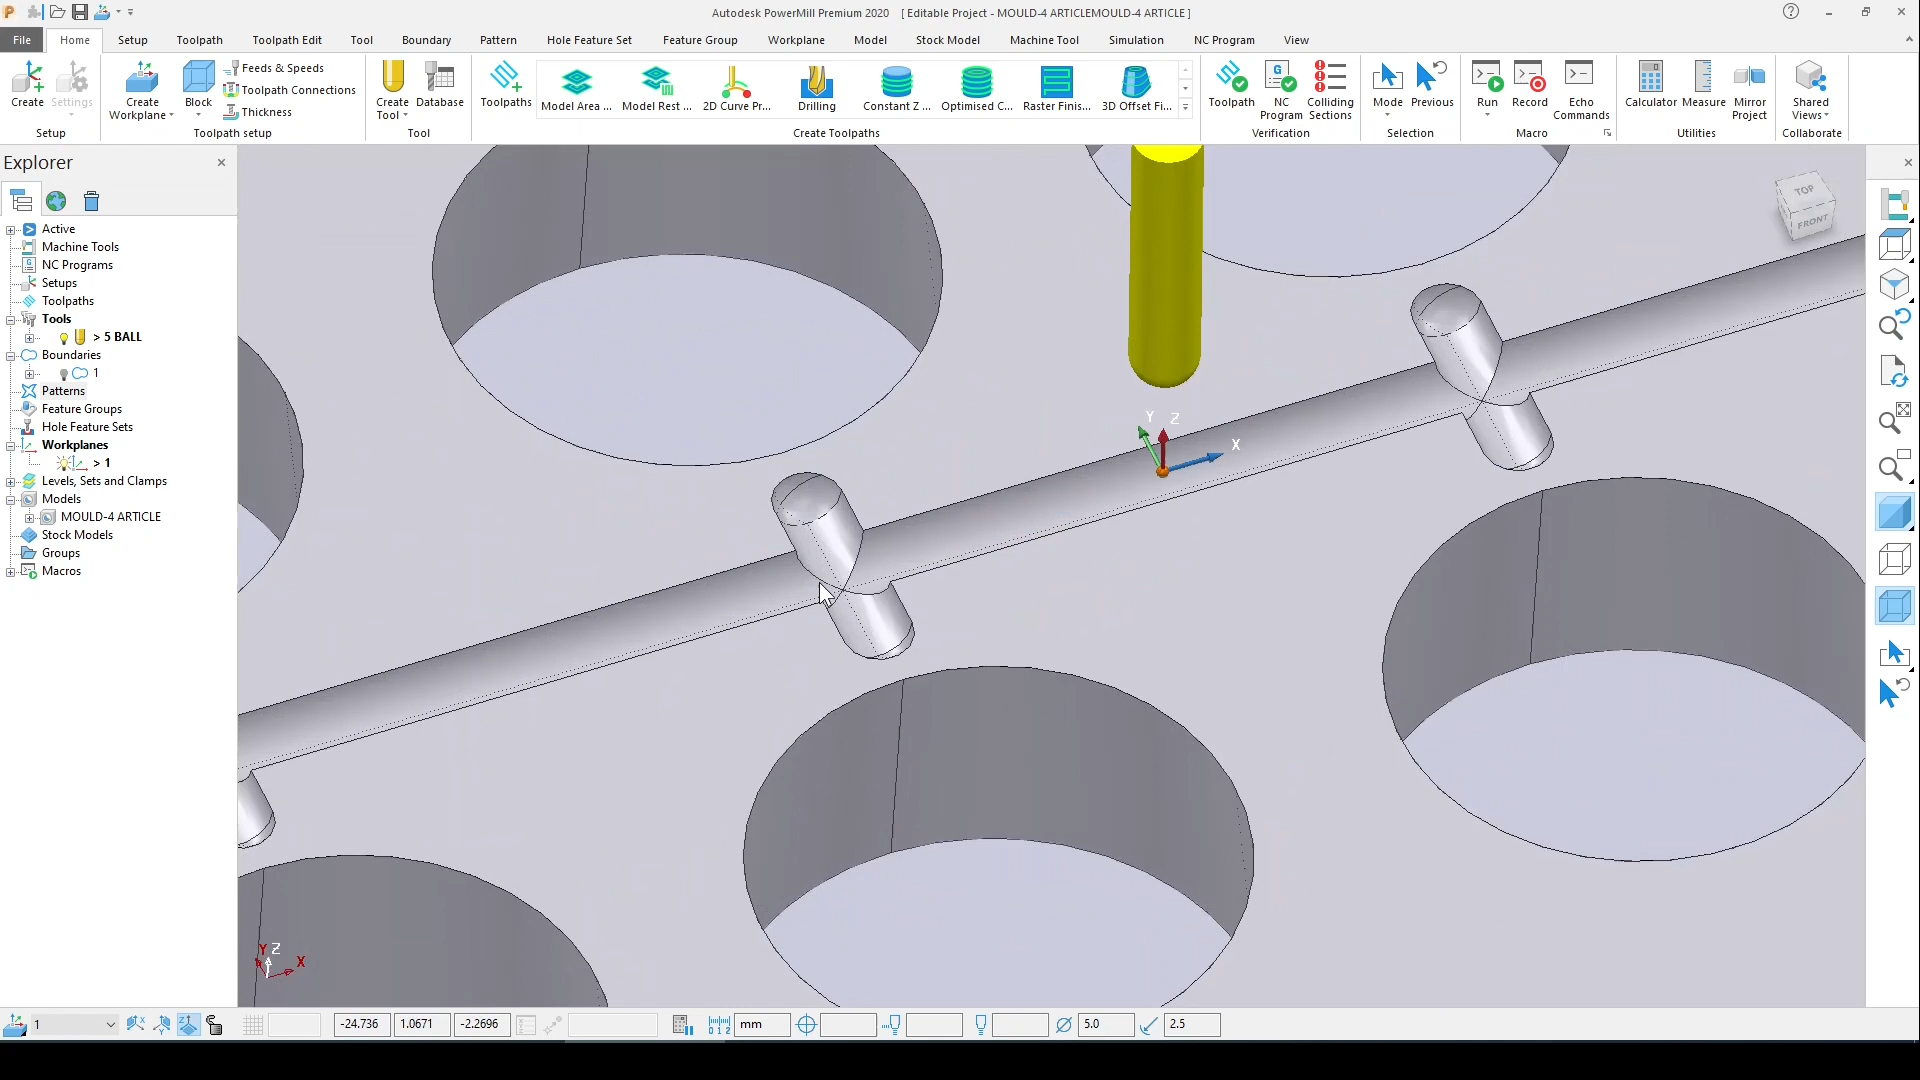 Autodesk PowerMill Premium 2020 [ Editable Project - MOULD-4 ARTICLEMOULD-4 ARTICLE ]
File Home Setup Toolpath Toolpath Edit Tool Boundary Pattern Hole Feature Set Feature Group Workplane Model Stock Model Machine Tool Simulation NC Program View
Create
Settings
Setup
Create
Workplane
Block
Feeds & Speeds
Toolpath Connections
Thickness
Toolpath setup
Create
Tool
Database
Tool
Toolpaths
Model Area ...
Model Rest ...
2D Curve Pr...
Drilling
Constant Z ...
Optimised C...
Raster Finis...
3D Offset Fi...
Create Toolpaths
Toolpath
NC
Program
Colliding
Sections
Verification
Mode
Previous
Selection
Run
Record
Echo
Commands
Macro
Calculator
Measure
Mirror
Project
Utilities
Shared
Views
Collaborate
Explorer
Active
Machine Tools
NC Programs
Setups
Toolpaths
Tools
> 5 BALL
Boundaries
1
Patterns
Feature Groups
Hole Feature Sets
Workplanes
> 1
Levels, Sets and Clamps
Models
MOULD-4 ARTICLE
Stock Models
Groups
Macros
TOP
FRONT
Y Z
X
Y Z
X
1 -24.736 1.0671 -2.2696 mm 5.0 2.5